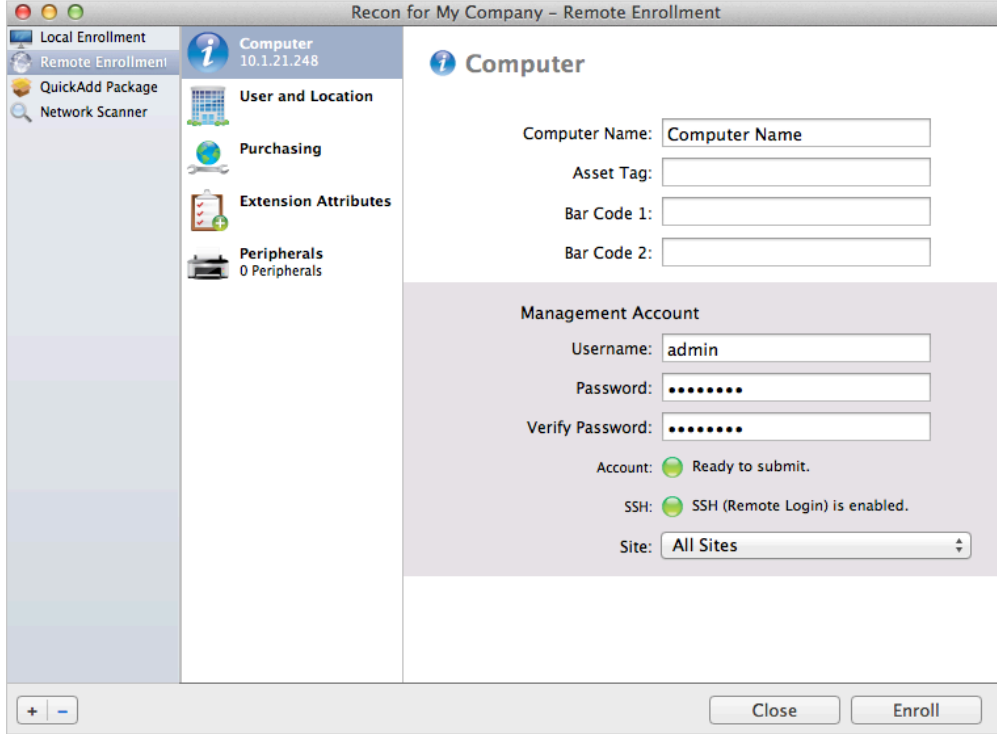 Recon for My Company – Remote Enrollment
Local Enrollment
Remote Enrollment
QuickAdd Package
Network Scanner
Computer
10.1.21.248
User and Location
Purchasing
Extension Attributes
Peripherals
0 Peripherals
Computer
Computer Name: Computer Name
Asset Tag:
Bar Code 1:
Bar Code 2:
Management Account
Username: admin
Password: ••••••••
Verify Password: ••••••••
Account: Ready to submit.
SSH: SSH (Remote Login) is enabled.
Site: All Sites
+ −
Close Enroll